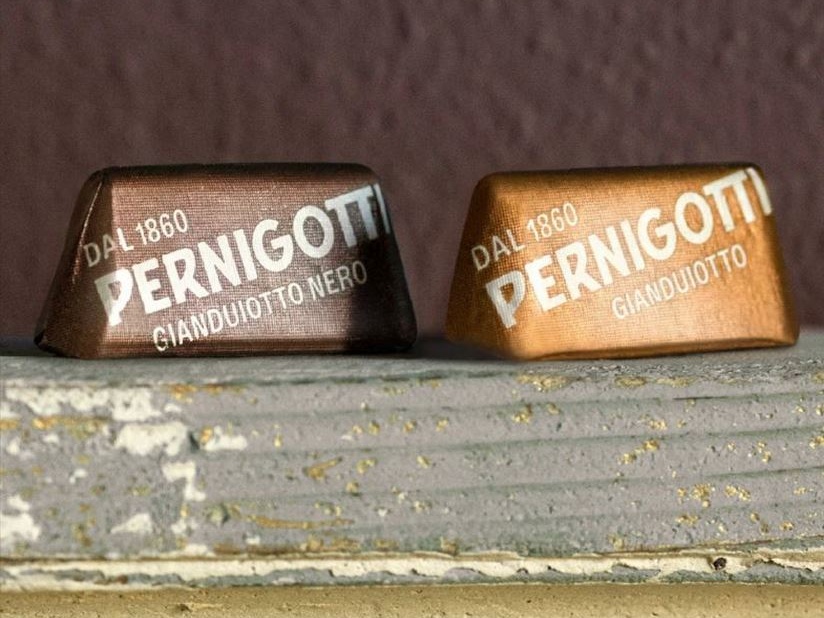 DAL 1860
PERNIGOTTI
GIANDUIOTTO NERO
DAL 1860
PERNIGOTTI
GIANDUIOTTO